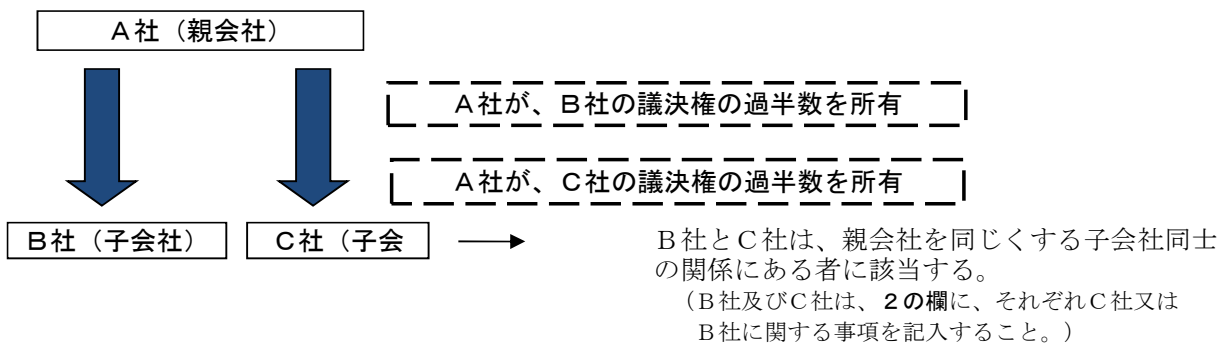 A社(親会社)
A社が、B社の議決権の過半数を所有
A社が、C社の議決権の過半数を所有
B社(子会社)
C社(子会
B社とC社は、親会社を同じくする子会社同士
の関係にある者に該当する。
(B社及びC社は、2の欄に、それぞれC社又は
B社に関する事項を記入すること。)